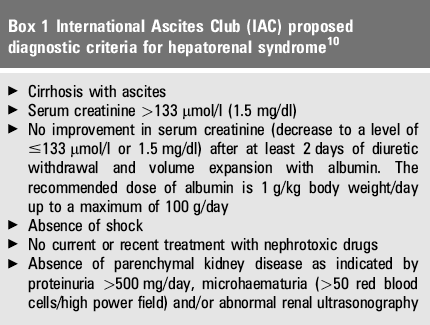 Box 1 International Ascites Club (IAC) proposed
diagnostic criteria for hepatorenal syndrome10
► Cirrhosis with ascites
► Serum creatinine >133 μmol/l (1.5 mg/dl)
► No improvement in serum creatinine (decrease to a level of
≤133 μmol/l or 1.5 mg/dl) after at least 2 days of diuretic
withdrawal and volume expansion with albumin. The
recommended dose of albumin is 1 g/kg body weight/day
up to a maximum of 100 g/day
► Absence of shock
► No current or recent treatment with nephrotoxic drugs
► Absence of parenchymal kidney disease as indicated by
proteinuria >500 mg/day, microhaematuria (>50 red blood
cells/high power field) and/or abnormal renal ultrasonography